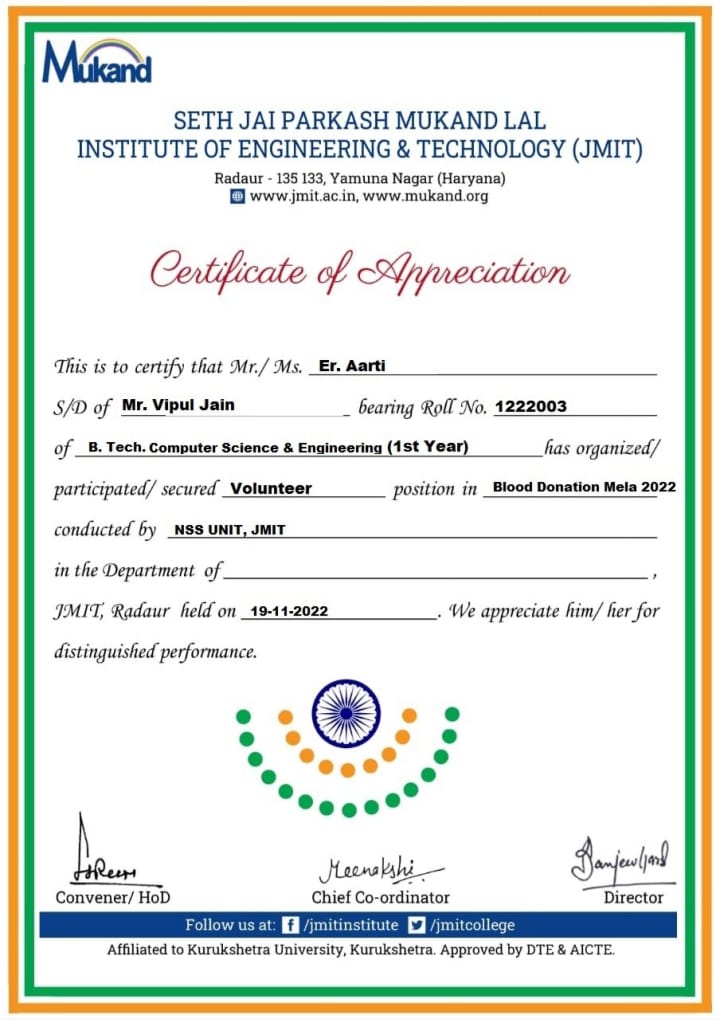 Mukand
SETH JAI PARKASH MUKAND LAL
INSTITUTE OF ENGINEERING & TECHNOLOGY (JMIT)
Radaur - 135 133, Yamuna Nagar (Haryana)
www.jmit.ac.in, www.mukand.org
Certificate of Appreciation
This is to certify that Mr./ Ms. Er. Aarti
S/D of Mr. Vipul Jain bearing Roll No. 1222003
of B. Tech. Computer Science & Engineering (1st Year) has organized/
participated/ secured Volunteer position in Blood Donation Mela 2022
conducted by NSS UNIT, JMIT
in the Department of ,
JMIT, Radaur held on 19-11-2022. We appreciate him/ her for
distinguished performance.
Meenakshi
Convener/ HoD Chief Co-ordinator Director
Follow us at: f /jmitinstitute /jmitcollege
Affiliated to Kurukshetra University, Kurukshetra. Approved by DTE & AICTE.